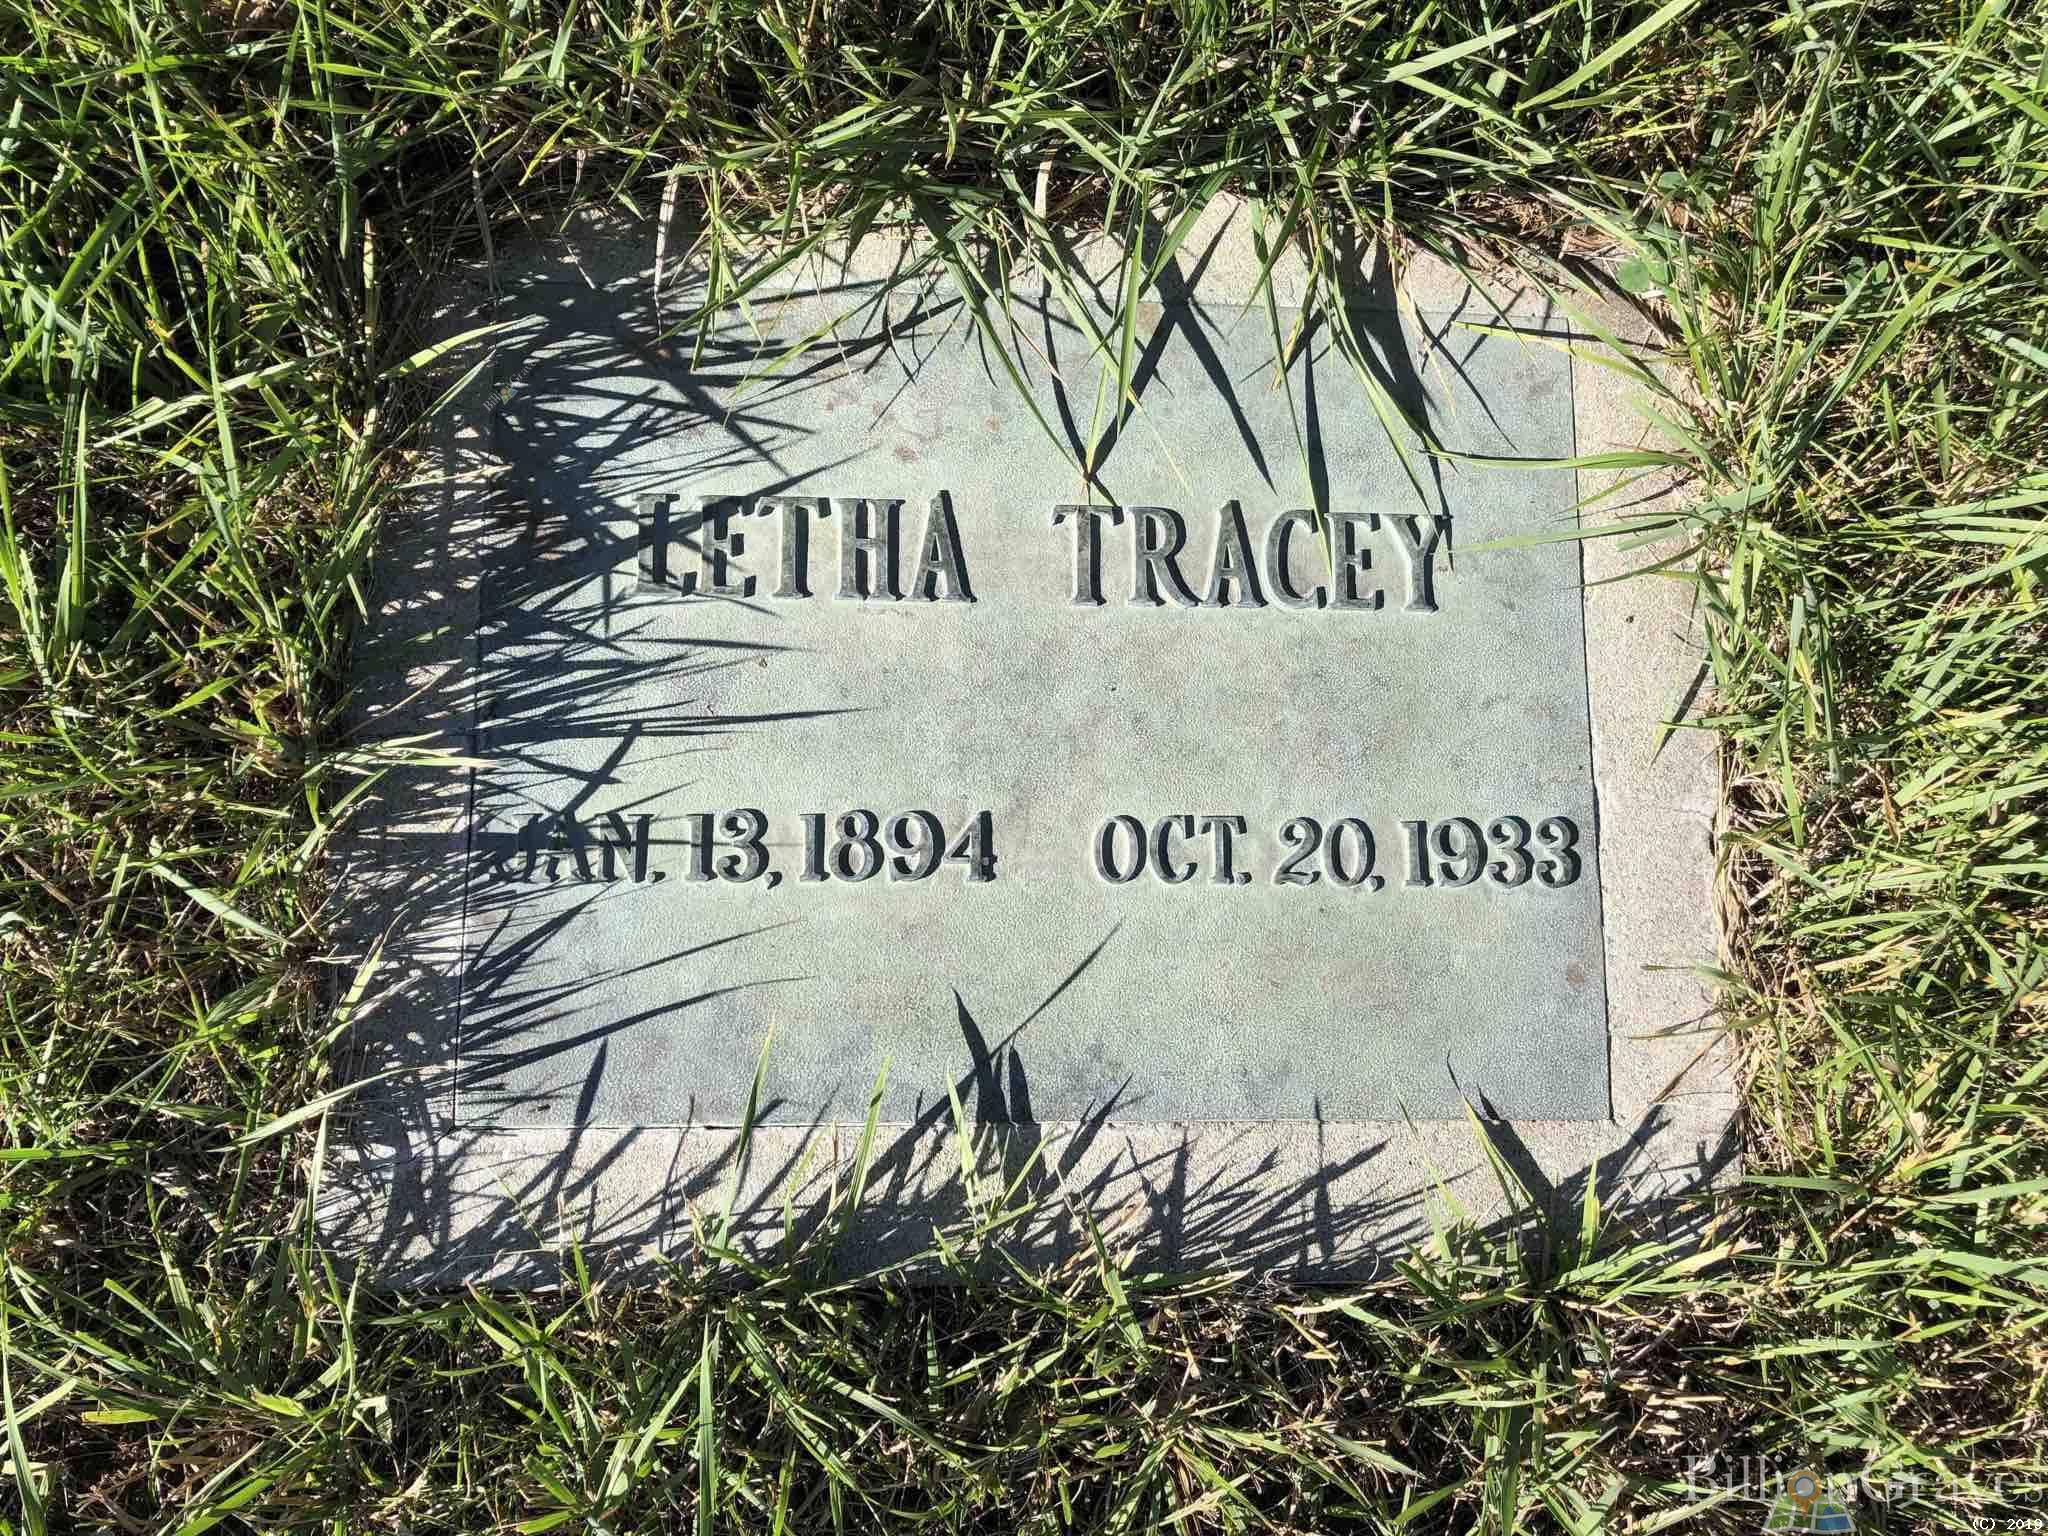 LETHA TRACEY
JAN. 13, 1894 OCT. 20, 1933
BillionGraves
(C) 2019